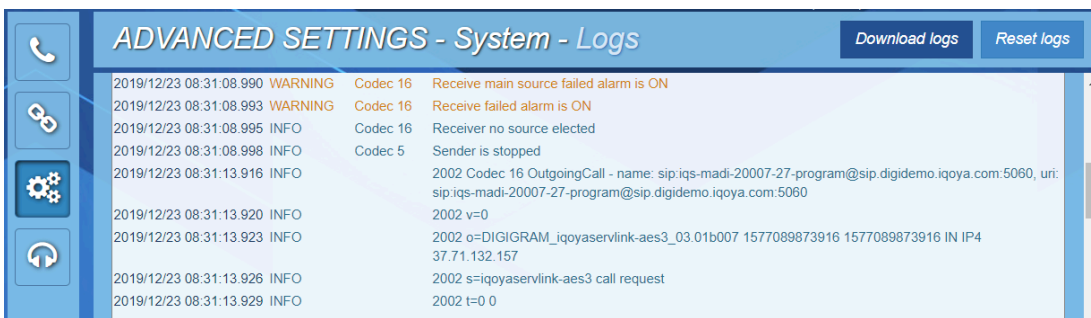 ADVANCED SETTINGS - System - Logs
Download logs
Reset logs
2019/12/23 08:31:08.990 WARNING Codec 16 Receive main source failed alarm is ON
2019/12/23 08:31:08.993 WARNING Codec 16 Receive failed alarm is ON
2019/12/23 08:31:08.995 INFO Codec 16 Receiver no source elected
2019/12/23 08:31:08.998 INFO Codec 5 Sender is stopped
2019/12/23 08:31:13.916 INFO 2002 Codec 16 OutgoingCall - name: sip:iqs-madi-20007-27-program@sip.digidemo.iqoya.com:5060, uri:
sip:iqs-madi-20007-27-program@sip.digidemo.iqoya.com:5060
2019/12/23 08:31:13.920 INFO 2002 v=0
2019/12/23 08:31:13.923 INFO 2002 o=DIGIGRAM_iqoyaservlink-aes3_03.01b007 1577089873916 1577089873916 IN IP4
37.71.132.157
2019/12/23 08:31:13.926 INFO 2002 s=iqoyaservlink-aes3 call request
2019/12/23 08:31:13.929 INFO 2002 t=0 0